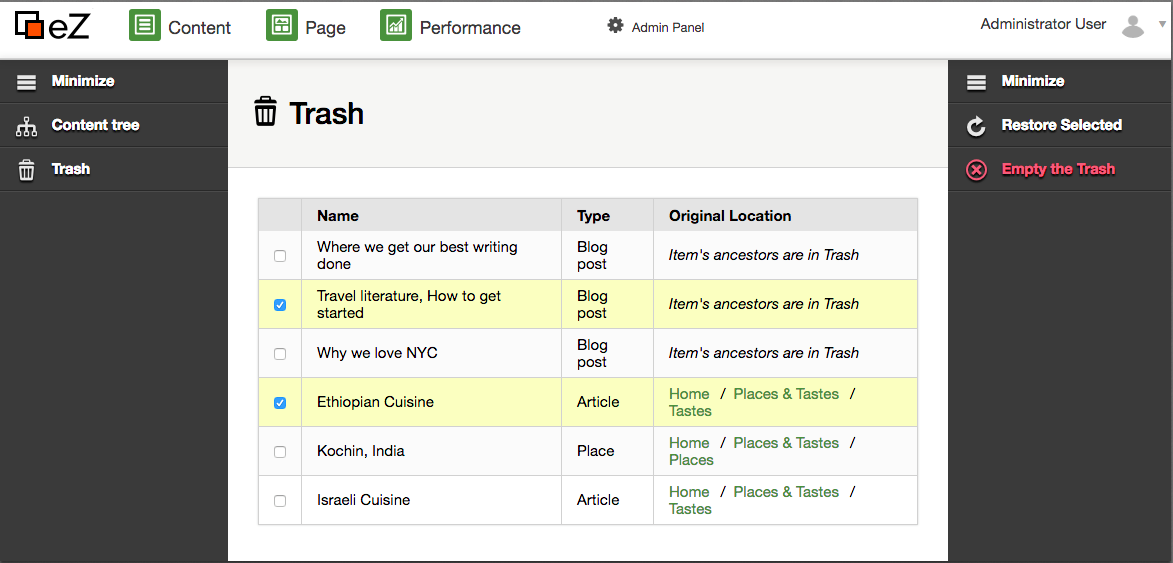 eZ
Content
Page
Performance
Admin Panel
Administrator User
Minimize
Content tree
Trash
Trash
Name
Type
Original Location
Where we get our best writing
done
Blog
post
Item's ancestors are in Trash
Travel literature, How to get
started
Blog
post
Item's ancestors are in Trash
Why we love NYC
Blog
post
Item's ancestors are in Trash
Ethiopian Cuisine
Article
Home / Places & Tastes /
Tastes
Kochin, India
Place
Home / Places & Tastes /
Places
Israeli Cuisine
Article
Home / Places & Tastes /
Tastes
Minimize
Restore Selected
Empty the Trash